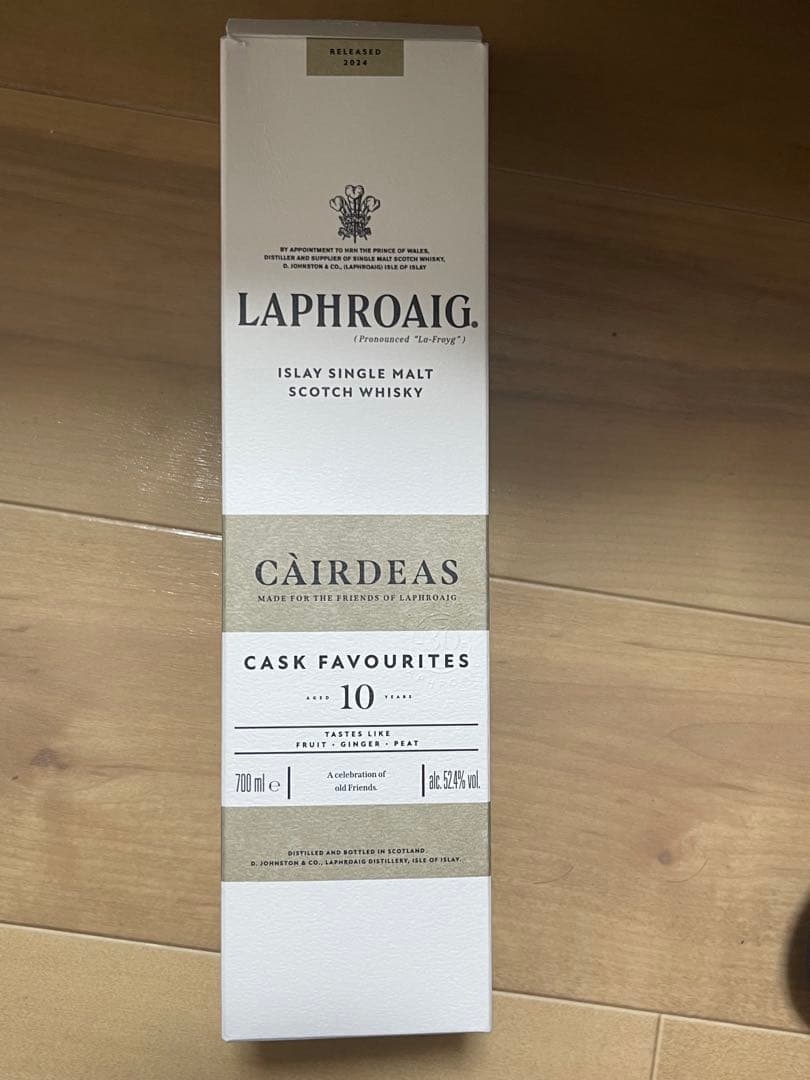 RELEASED
2024
BY APPOINTMENT TO HRH THE PRINCE OF WALES,
DISTILLER AND SUPPLIER OF SINGLE MALT SCOTCH WHISKY,
D. JOHNSTON & CO., (LAPHROAIG) ISLE OF ISLAY
LAPHROAIG.
(Pronounced "La-Froyg")
ISLAY SINGLE MALT
SCOTCH WHISKY
CÀIRDEAS
MADE FOR THE FRIENDS OF LAPHROAIG
CASK FAVOURITES
AGED 10 YEARS
TASTES LIKE
FRUIT · GINGER · PEAT
700 ml e
A celebration of
old Friends.
alc. 52.4% vol.
DISTILLED AND BOTTLED IN SCOTLAND.
D. JOHNSTON & CO., LAPHROAIG DISTILLERY, ISLE OF ISLAY.